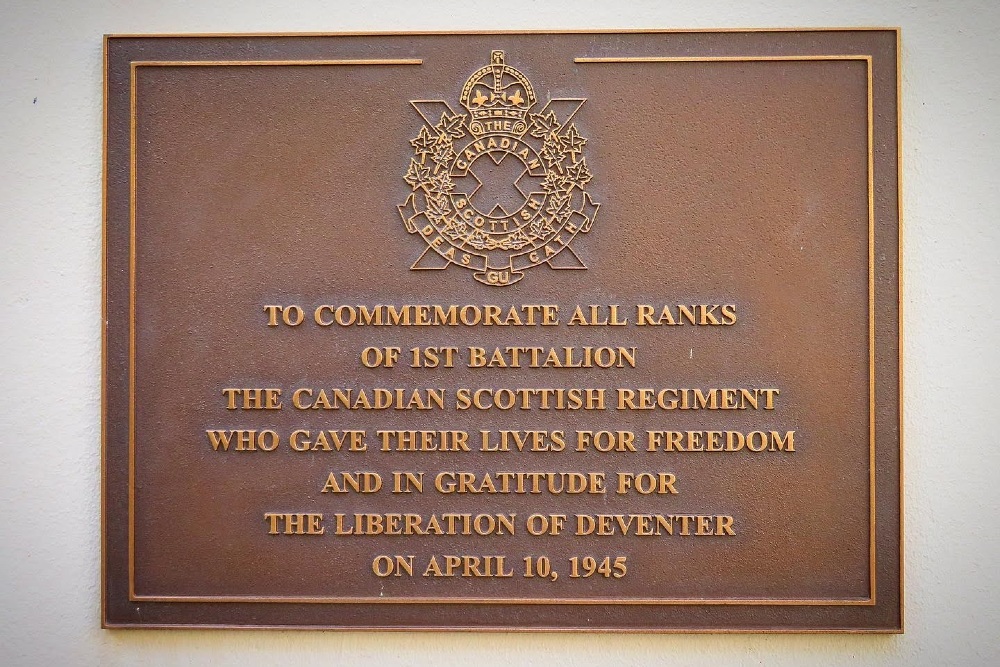 THE
CANADIAN
SCOTTISH
DEAS GU CATH
TO COMMEMORATE ALL RANKS
OF 1ST BATTALION
THE CANADIAN SCOTTISH REGIMENT
WHO GAVE THEIR LIVES FOR FREEDOM
AND IN GRATITUDE FOR
THE LIBERATION OF DEVENTER
ON APRIL 10, 1945